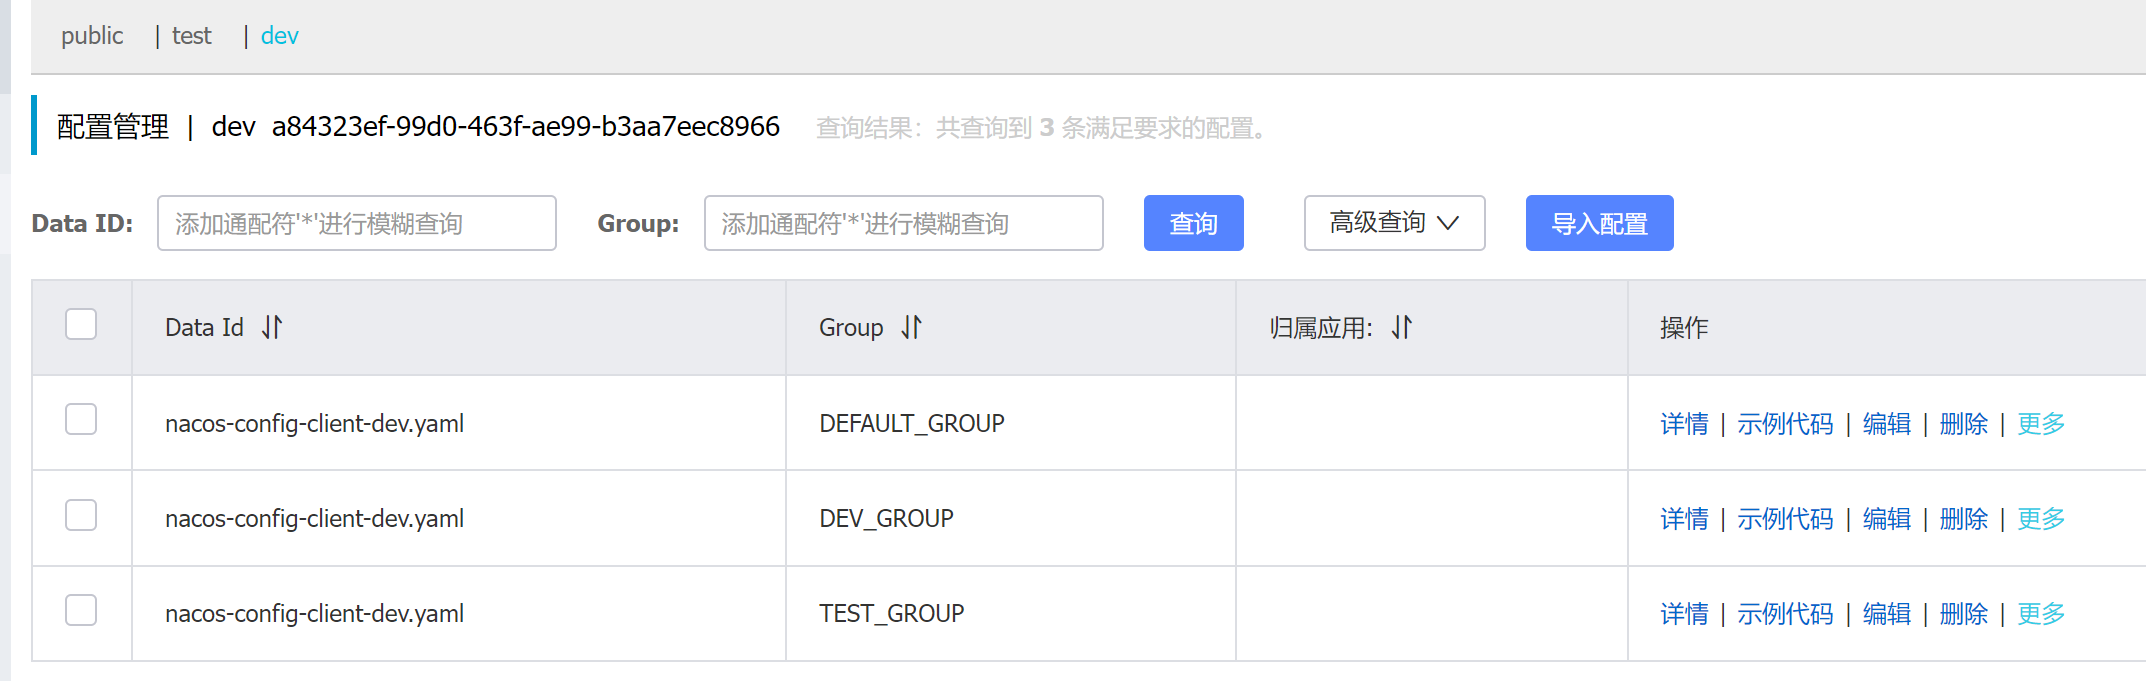 public | test | dev
配置管理 | dev a84323ef-99d0-463f-ae99-b3aa7eec8966 查询结果：共查询到 3 条满足要求的配置。
Data ID: 添加通配符'*'进行模糊查询 Group: 添加通配符'*'进行模糊查询 查询 高级查询 导入配置
Data Id Group 归属应用: 操作
nacos-config-client-dev.yaml DEFAULT_GROUP 详情 | 示例代码 | 编辑 | 删除 | 更多
nacos-config-client-dev.yaml DEV_GROUP 详情 | 示例代码 | 编辑 | 删除 | 更多
nacos-config-client-dev.yaml TEST_GROUP 详情 | 示例代码 | 编辑 | 删除 | 更多